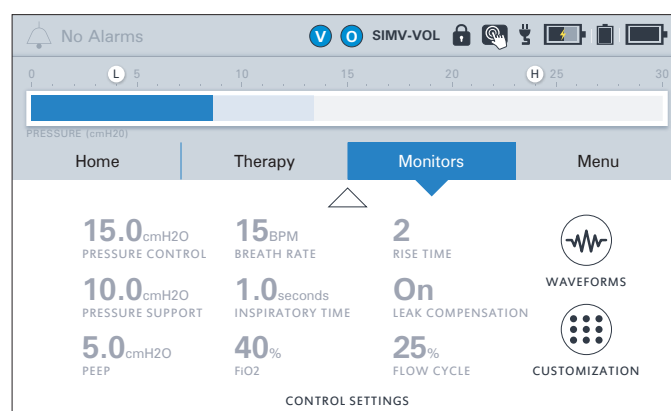 No Alarms
V O SIMV-VOL
0 L 5 10 15 20 H 25 30
PRESSURE (cmH20)
Home Therapy Monitors Menu
15.0cmH2O 15BPM 2
PRESSURE CONTROL BREATH RATE RISE TIME
WAVEFORMS
10.0cmH2O 1.0seconds On
PRESSURE SUPPORT INSPIRATORY TIME LEAK COMPENSATION
5.0cmH2O 40% 25%
PEEP FiO2 FLOW CYCLE
CUSTOMIZATION
CONTROL SETTINGS